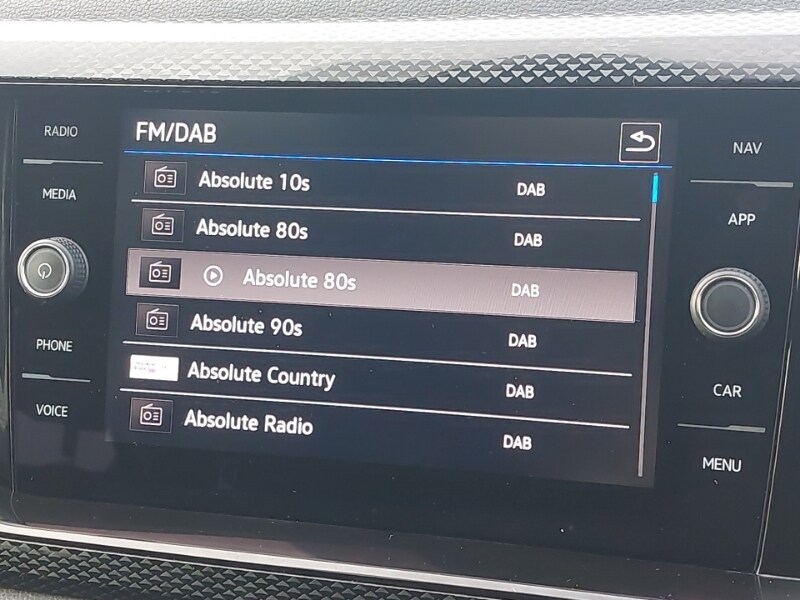 RADIO
MEDIA
PHONE
VOICE
FM/DAB
Absolute 10s DAB
Absolute 80s DAB
Absolute 80s DAB
Absolute 90s DAB
Absolute Country DAB
Absolute Radio DAB
NAV
APP
CAR
MENU